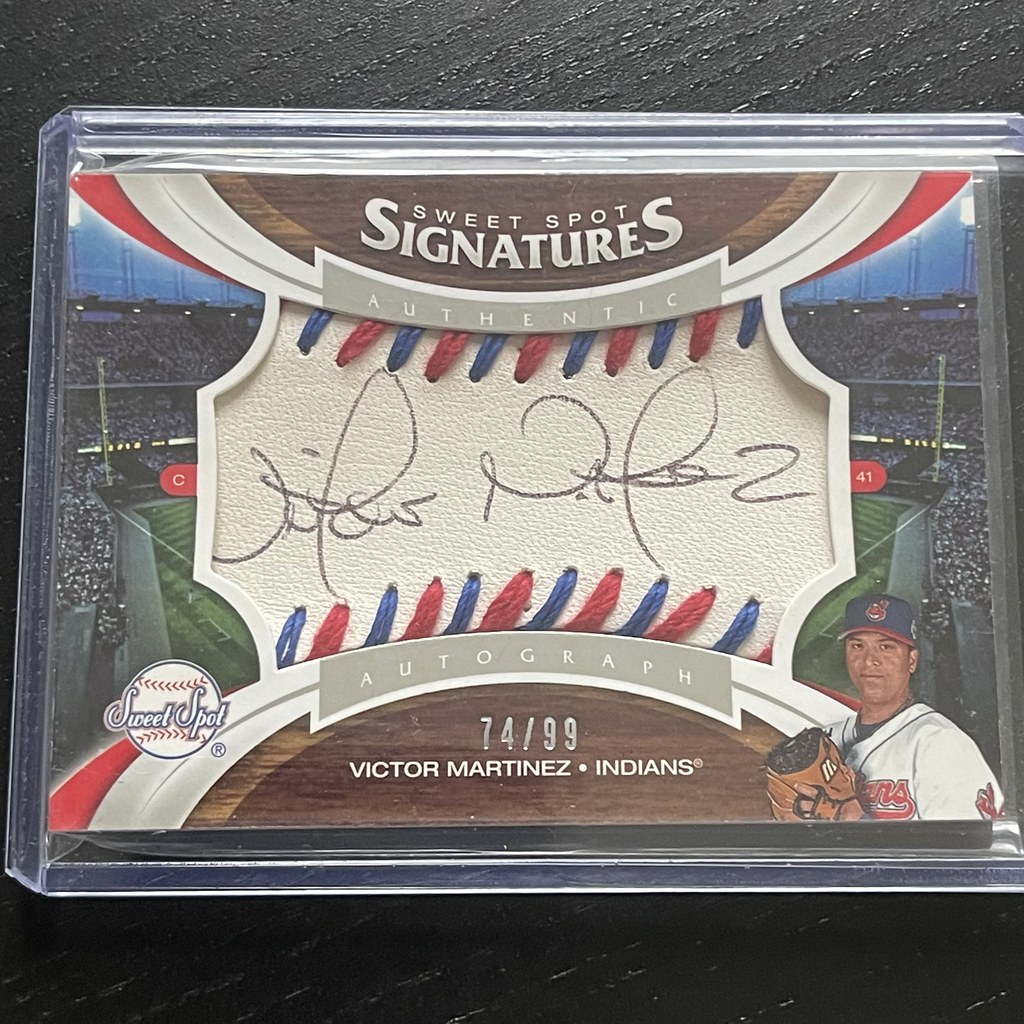 SWEET SPOT
SIGNATURES
AUTHENTIC
C
41
AUTOGRAPH
Sweet Spot®
74/99
VICTOR MARTINEZ • INDIANS®